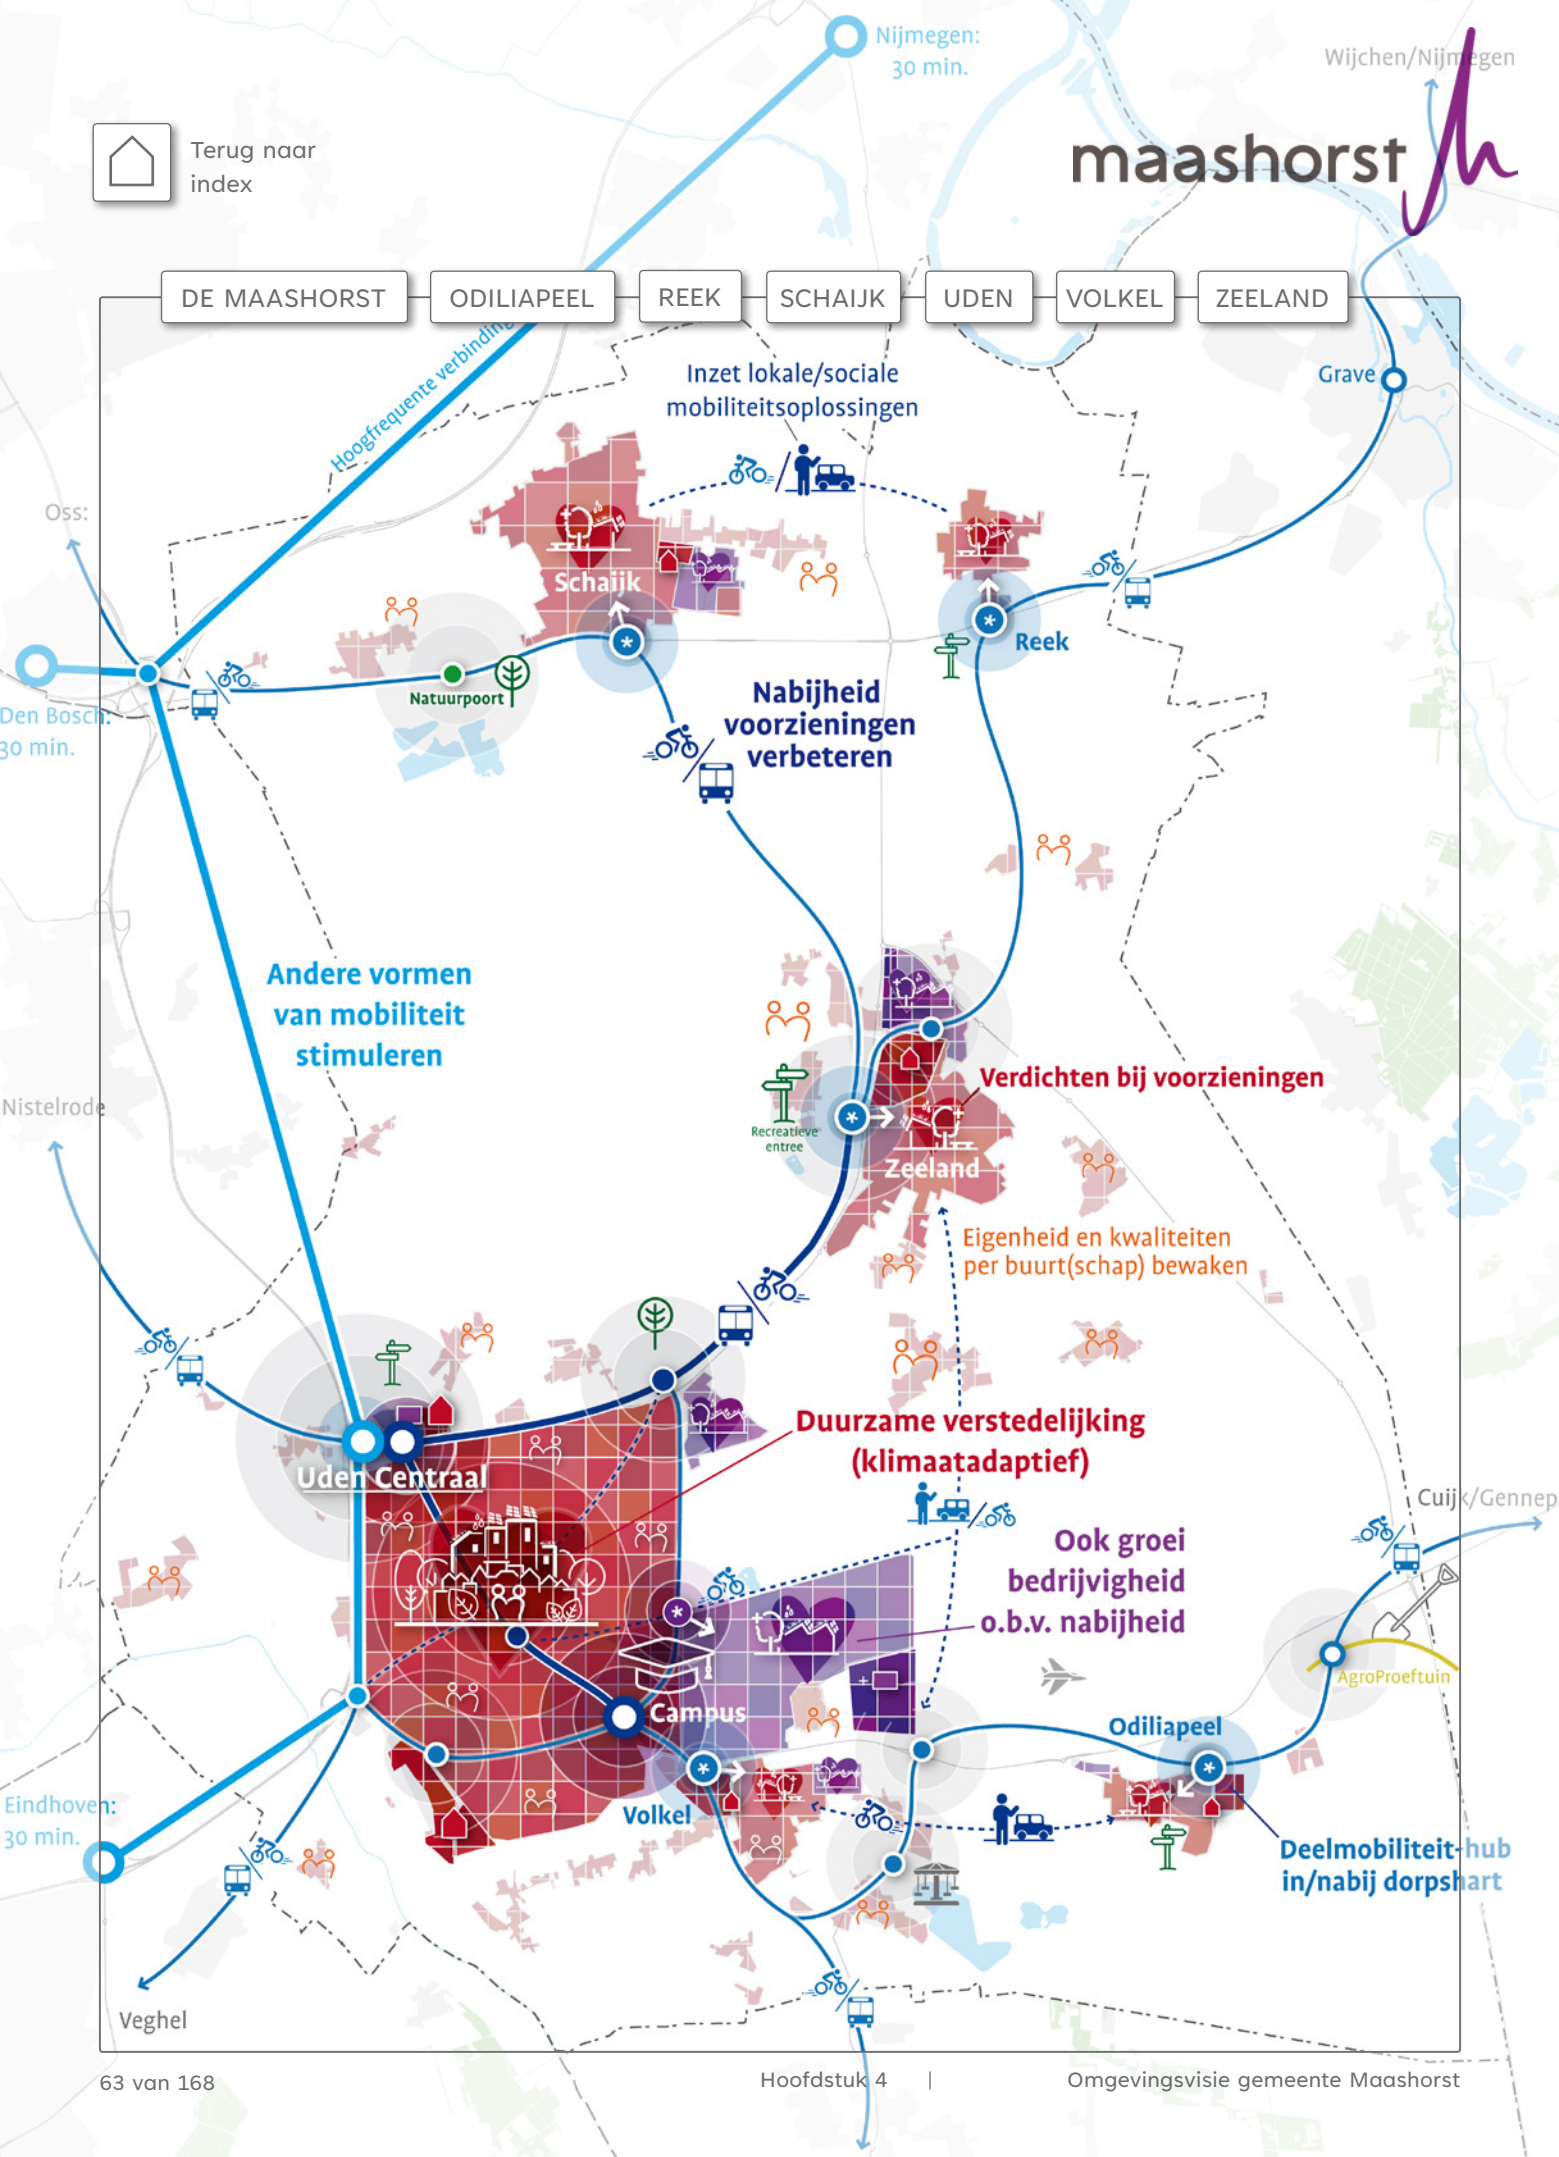 Nijmegen:
30 min.
Wijchen/Nijmegen
Terug naar
index
maashorst
DE MAASHORST
ODILIAPEEL
REEK
SCHAIJK
UDEN
VOLKEL
ZEELAND
Hoogfrequente verbinding
Inzet lokale/sociale
mobiliteitsoplossingen
Grave
Oss:
Schaijk
Reek
Natuurpoort
Den Bosch:
30 min.
Nabijheid
voorzieningen
verbeteren
Andere vormen
van mobiliteit
stimuleren
Nistelrode
Verdichten bij voorzieningen
Recreatieve
entree
Zeeland
Eigenheid en kwaliteiten
per buurt(schap) bewaken
Duurzame verstedelijking
(klimaatadaptief)
Uden Centraal
Cuijk/Gennep
Ook groei
bedrijvigheid
o.b.v. nabijheid
AgroProeftuin
Campus
Odiliapeel
Volkel
Eindhoven:
30 min.
Deelmobiliteit-hub
in/nabij dorpshart
Veghel
63 van 168
Hoofdstuk 4 |
Omgevingsvisie gemeente Maashorst